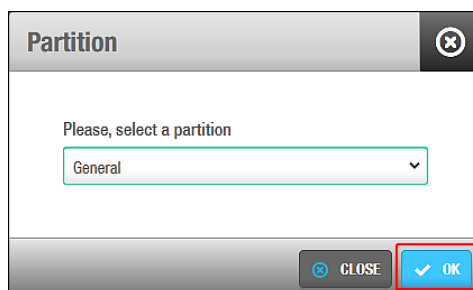 Partition
Please, select a partition
General
CLOSE
OK